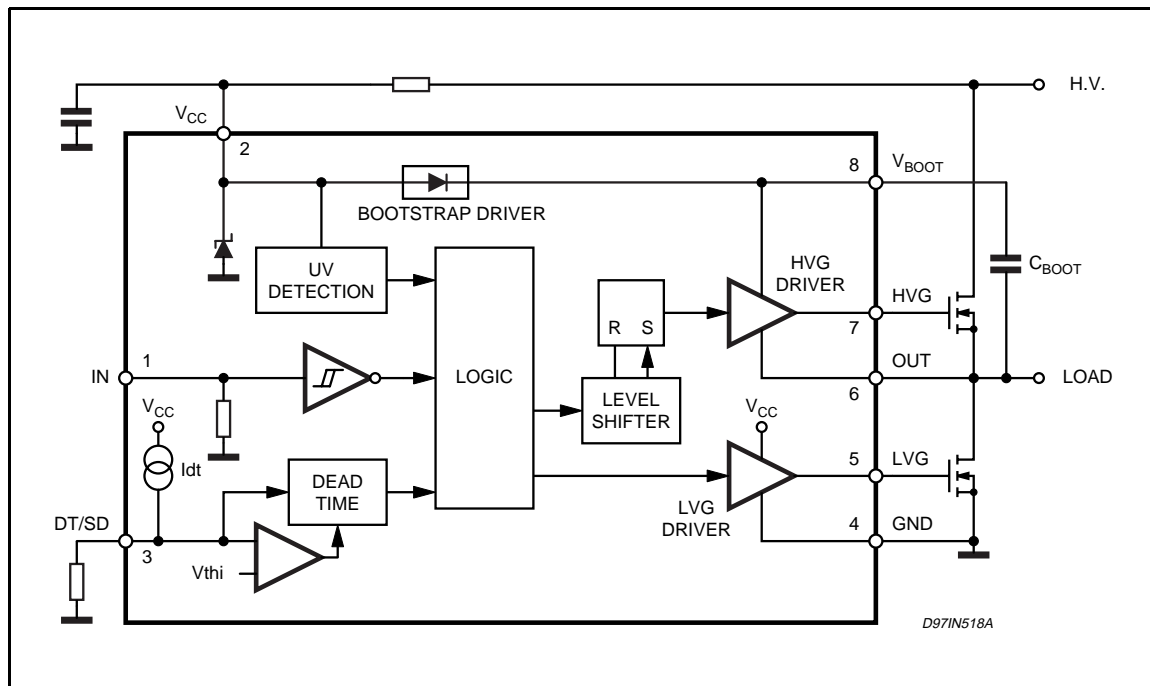 H.V.
VCC
2
8
VBOOT
BOOTSTRAP DRIVER
UV
DETECTION
HVG
DRIVER
CBOOT
HVG
7
R S
1
IN
LOGIC
OUT
6
LOAD
LEVEL
SHIFTER
VCC
Idt
VCC
5
LVG
DEAD
TIME
LVG
DRIVER
4
GND
DT/SD
3
Vthi
D97IN518A